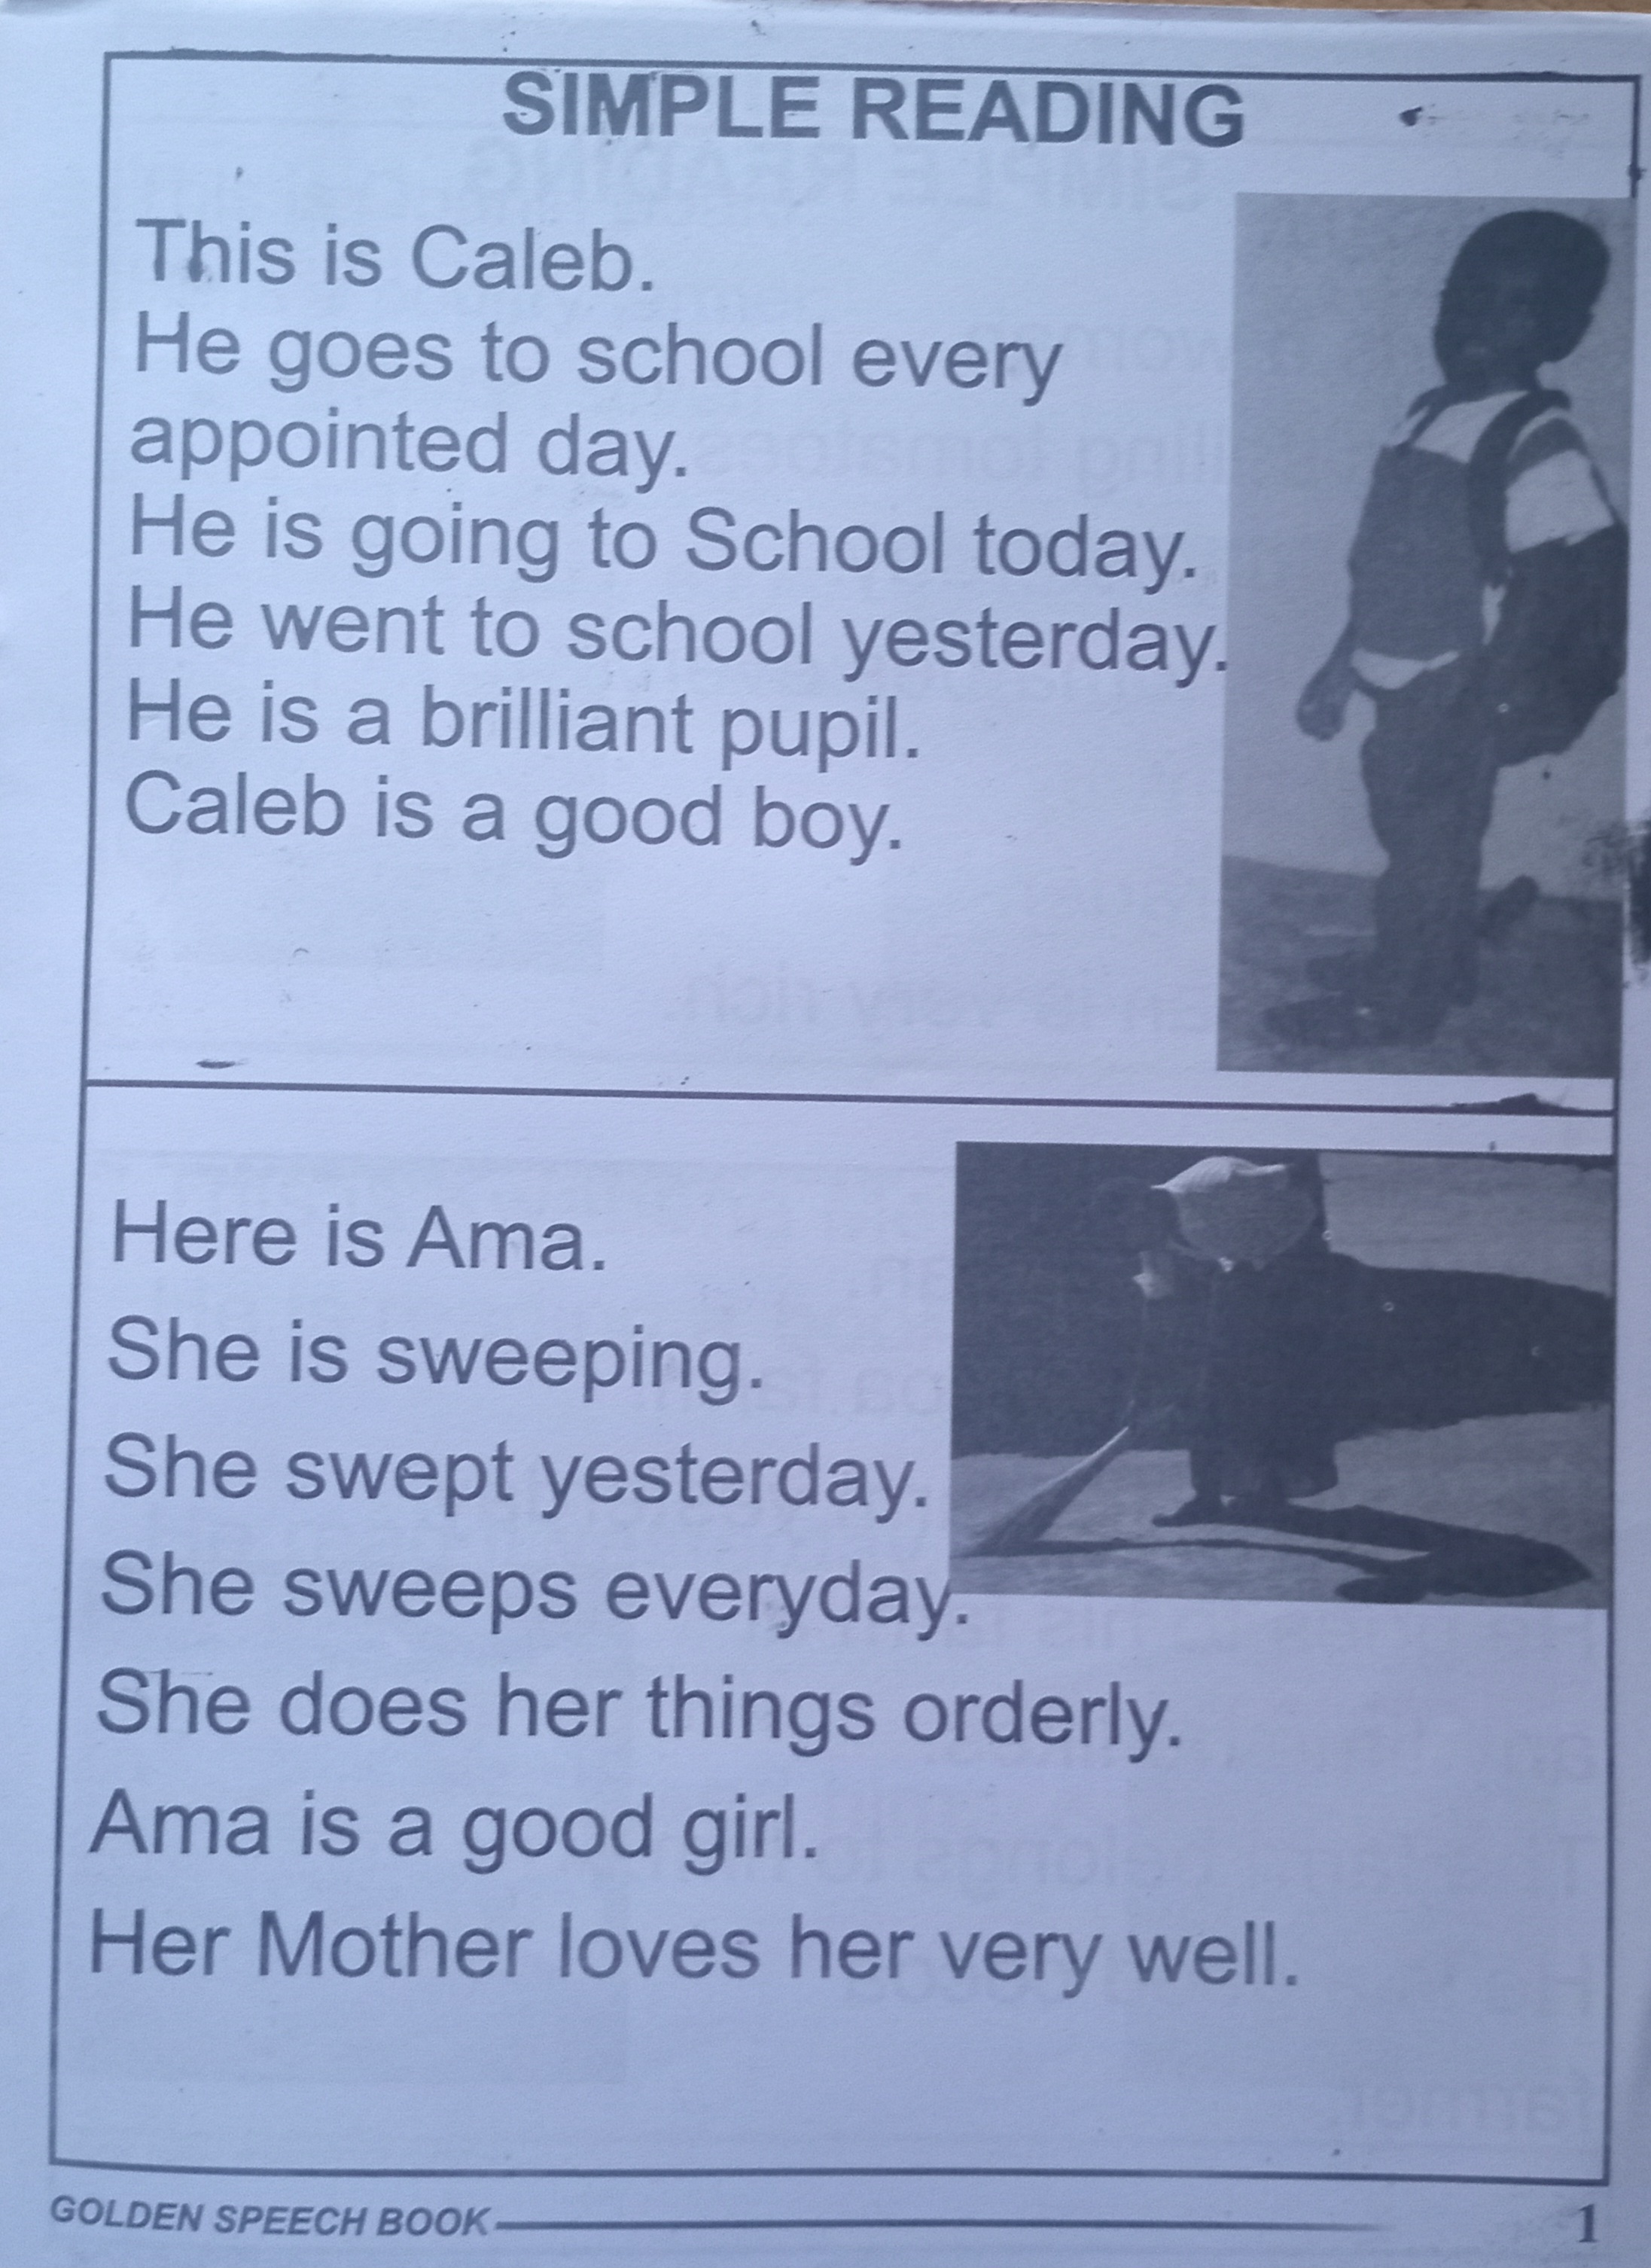 SIMPLE READING
This is Caleb.
He goes to school every
appointed day.
He is going to School today.
He went to school yesterday.
He is a brilliant pupil.
Caleb is a good boy.
Here is Ama.
She is sweeping.
She swept yesterday.
She sweeps everyday.
She does her things orderly.
Ama is a good girl.
Her Mother loves her very well.
GOLDEN SPEECH BOOK
1